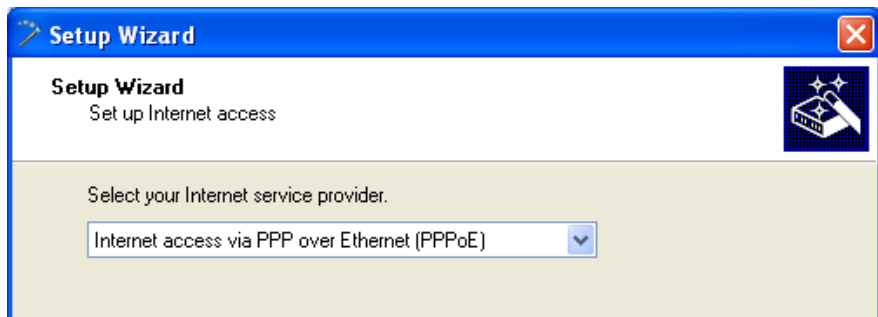 Setup Wizard
Setup Wizard
Set up Internet access
Select your Internet service provider.
Internet access via PPP over Ethernet (PPPoE)